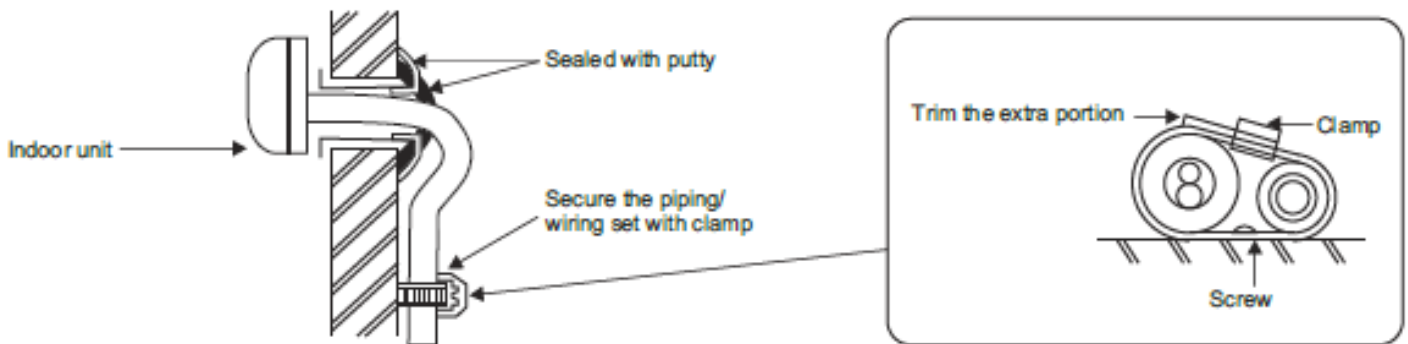 Sealed with putty
Indoor unit
Secure the piping/
wiring set with clamp
Trim the extra portion
Clamp
Screw